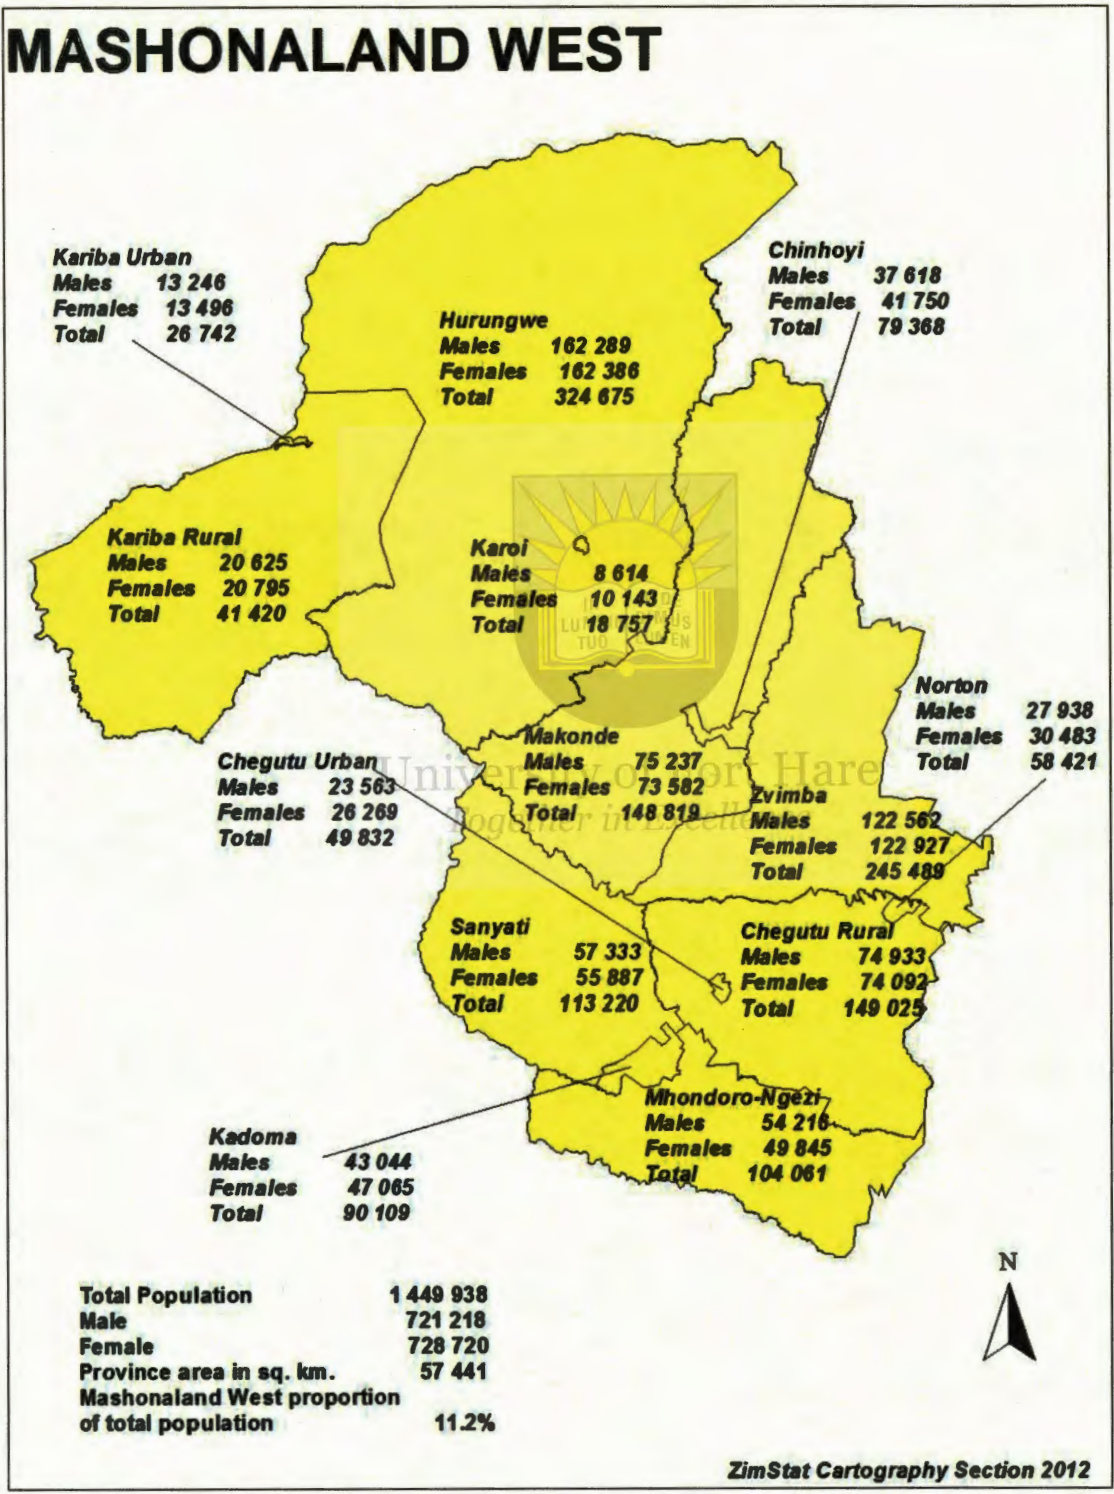 MASHONALAND WEST
Kariba Urban
Males 13 246
Females 13 496
Total 26 742
Chinhoyi
Males 37 618
Females 41 750
Total 79 368
Hurungwe
Males 162 289
Females 162 386
Total 324 675
Kariba Rural
Males 20 625
Females 20 795
Total 41 420
Karoi
Males 8 614
Females 10 143
Total 18 757
TUO
Norton
Males 27 938
Females 30 483
Total 58 421
Makonde
Males 75 237
Females 73 582
Total 148 819
Chegutu Urban
Males 23 563
Females 26 269
Total 49 832
University of Fort Hare
Together in Excellence
Zvimba
Males 122 562
Females 122 927
Total 245 489
Sanyati
Males 57 333
Females 55 887
Total 113 220
Chegutu Rural
Males 74 933
Females 74 092
Total 149 025
Mhondoro-Ngezi
Males 54 216
Females 49 845
Total 104 061
Kadoma
Males 43 044
Females 47 065
Total 90 109
Total Population 1 449 938
Male 721 218
Female 728 720
Province area in sq. km. 57 441
Mashonaland West proportion
of total population 11.2%
N
ZimStat Cartography Section 2012